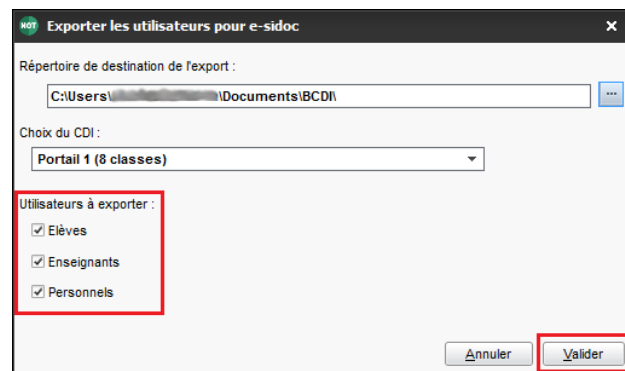 NOT Exporter les utilisateurs pour e-sidoc
Répertoire de destination de l'export :
C:\Users\ \Documents\BCDI\ ...
Choix du CDI :
Portail 1 (8 classes)
Utilisateurs à exporter :
Elèves
Enseignants
Personnels
Annuler Valider